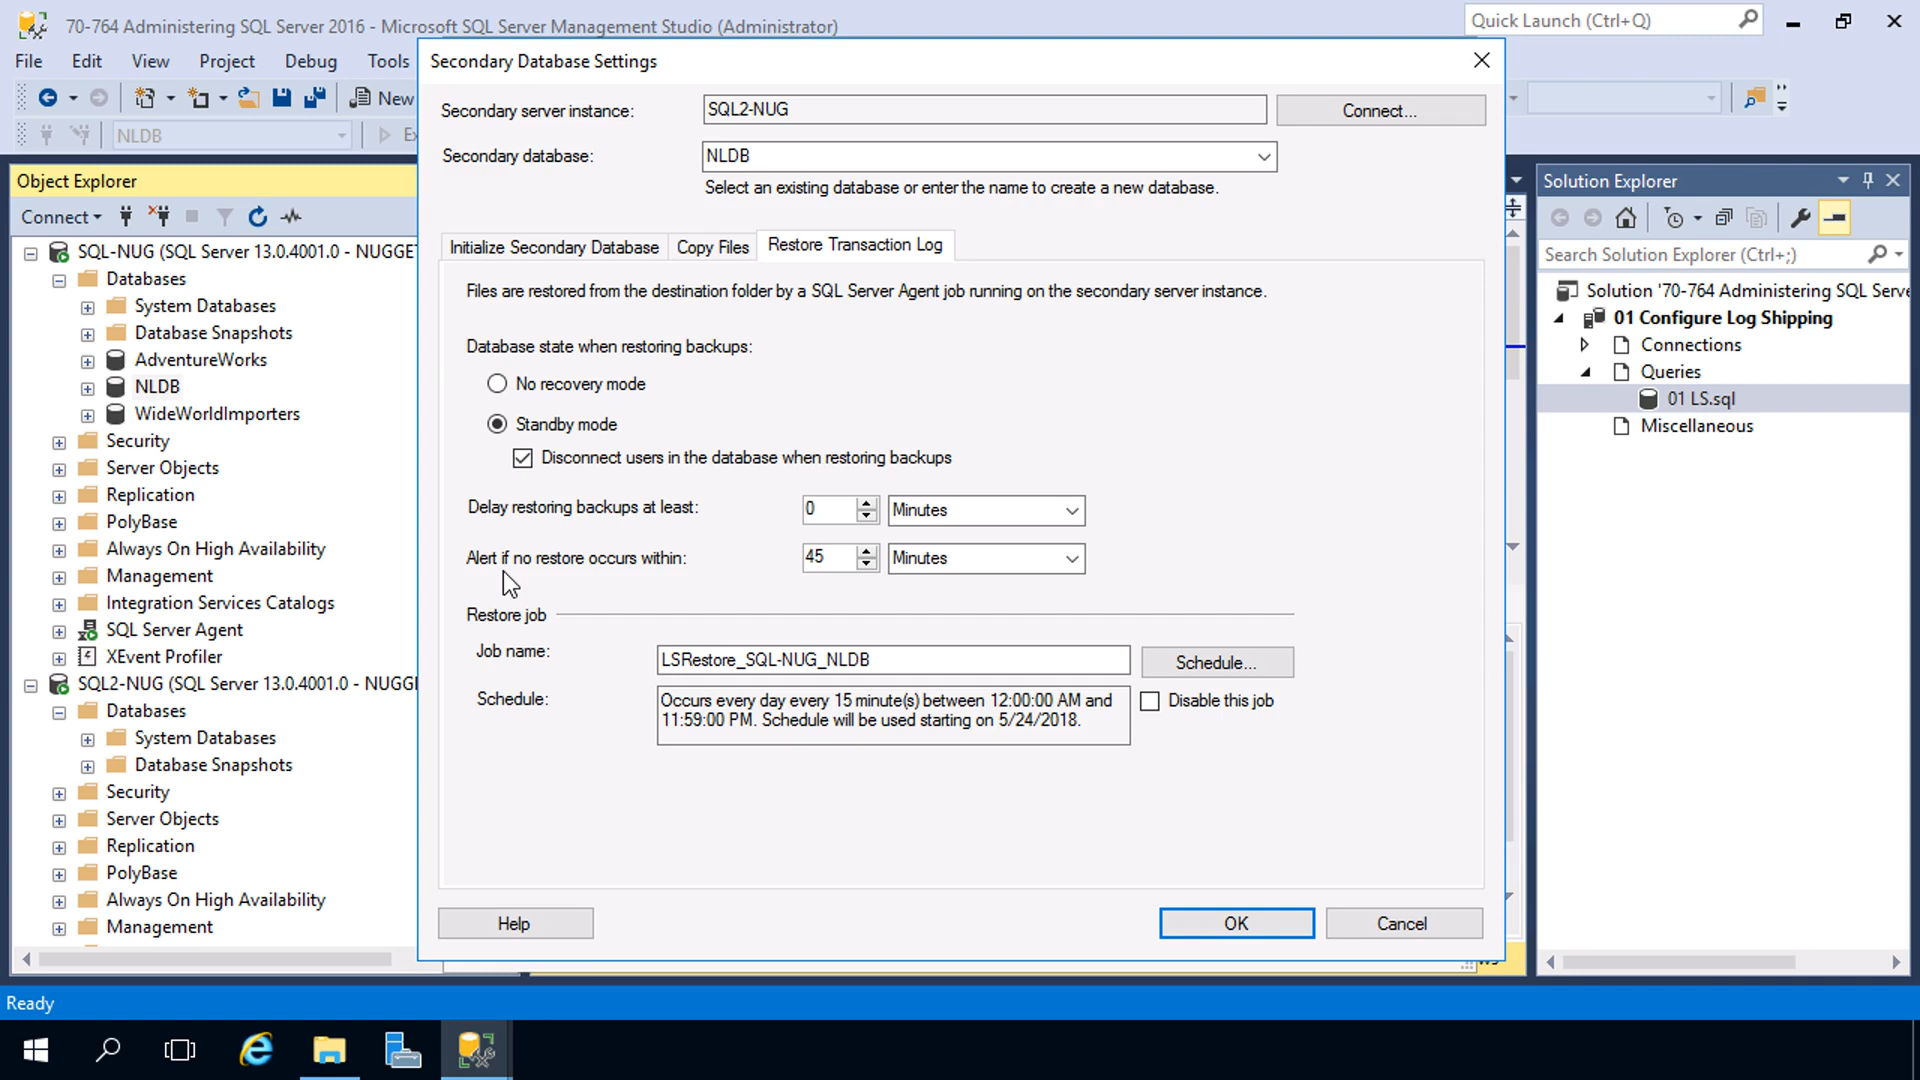 70-764 Administering SQL Server 2016 - Microsoft SQL Server Management Studio (Administrator)
Quick Launch (Ctrl+Q)
File Edit View Project Debug Tools
New
NLDB
Secondary Database Settings
Secondary server instance: SQL2-NUG Connect...
Secondary database: NLDB
Select an existing database or enter the name to create a new database.
Initialize Secondary Database Copy Files Restore Transaction Log
Files are restored from the destination folder by a SQL Server Agent job running on the secondary server instance.
Database state when restoring backups:
No recovery mode
Standby mode
Disconnect users in the database when restoring backups
Delay restoring backups at least: 0 Minutes
Alert if no restore occurs within: 45 Minutes
Restore job
Job name: LSRestore_SQL-NUG_NLDB Schedule...
Schedule: Occurs every day every 15 minute(s) between 12:00:00 AM and
11:59:00 PM. Schedule will be used starting on 5/24/2018.
Disable this job
Help OK Cancel
Object Explorer
Connect
SQL-NUG (SQL Server 13.0.4001.0 - NUGGET
Databases
System Databases
Database Snapshots
AdventureWorks
NLDB
WideWorldImporters
Security
Server Objects
Replication
PolyBase
Always On High Availability
Management
Integration Services Catalogs
SQL Server Agent
XEvent Profiler
SQL2-NUG (SQL Server 13.0.4001.0 - NUGGE
Databases
System Databases
Database Snapshots
Security
Server Objects
Replication
PolyBase
Always On High Availability
Management
Solution Explorer
Search Solution Explorer (Ctrl+;)
Solution '70-764 Administering SQL Serve
01 Configure Log Shipping
Connections
Queries
01 LS.sql
Miscellaneous
Ready